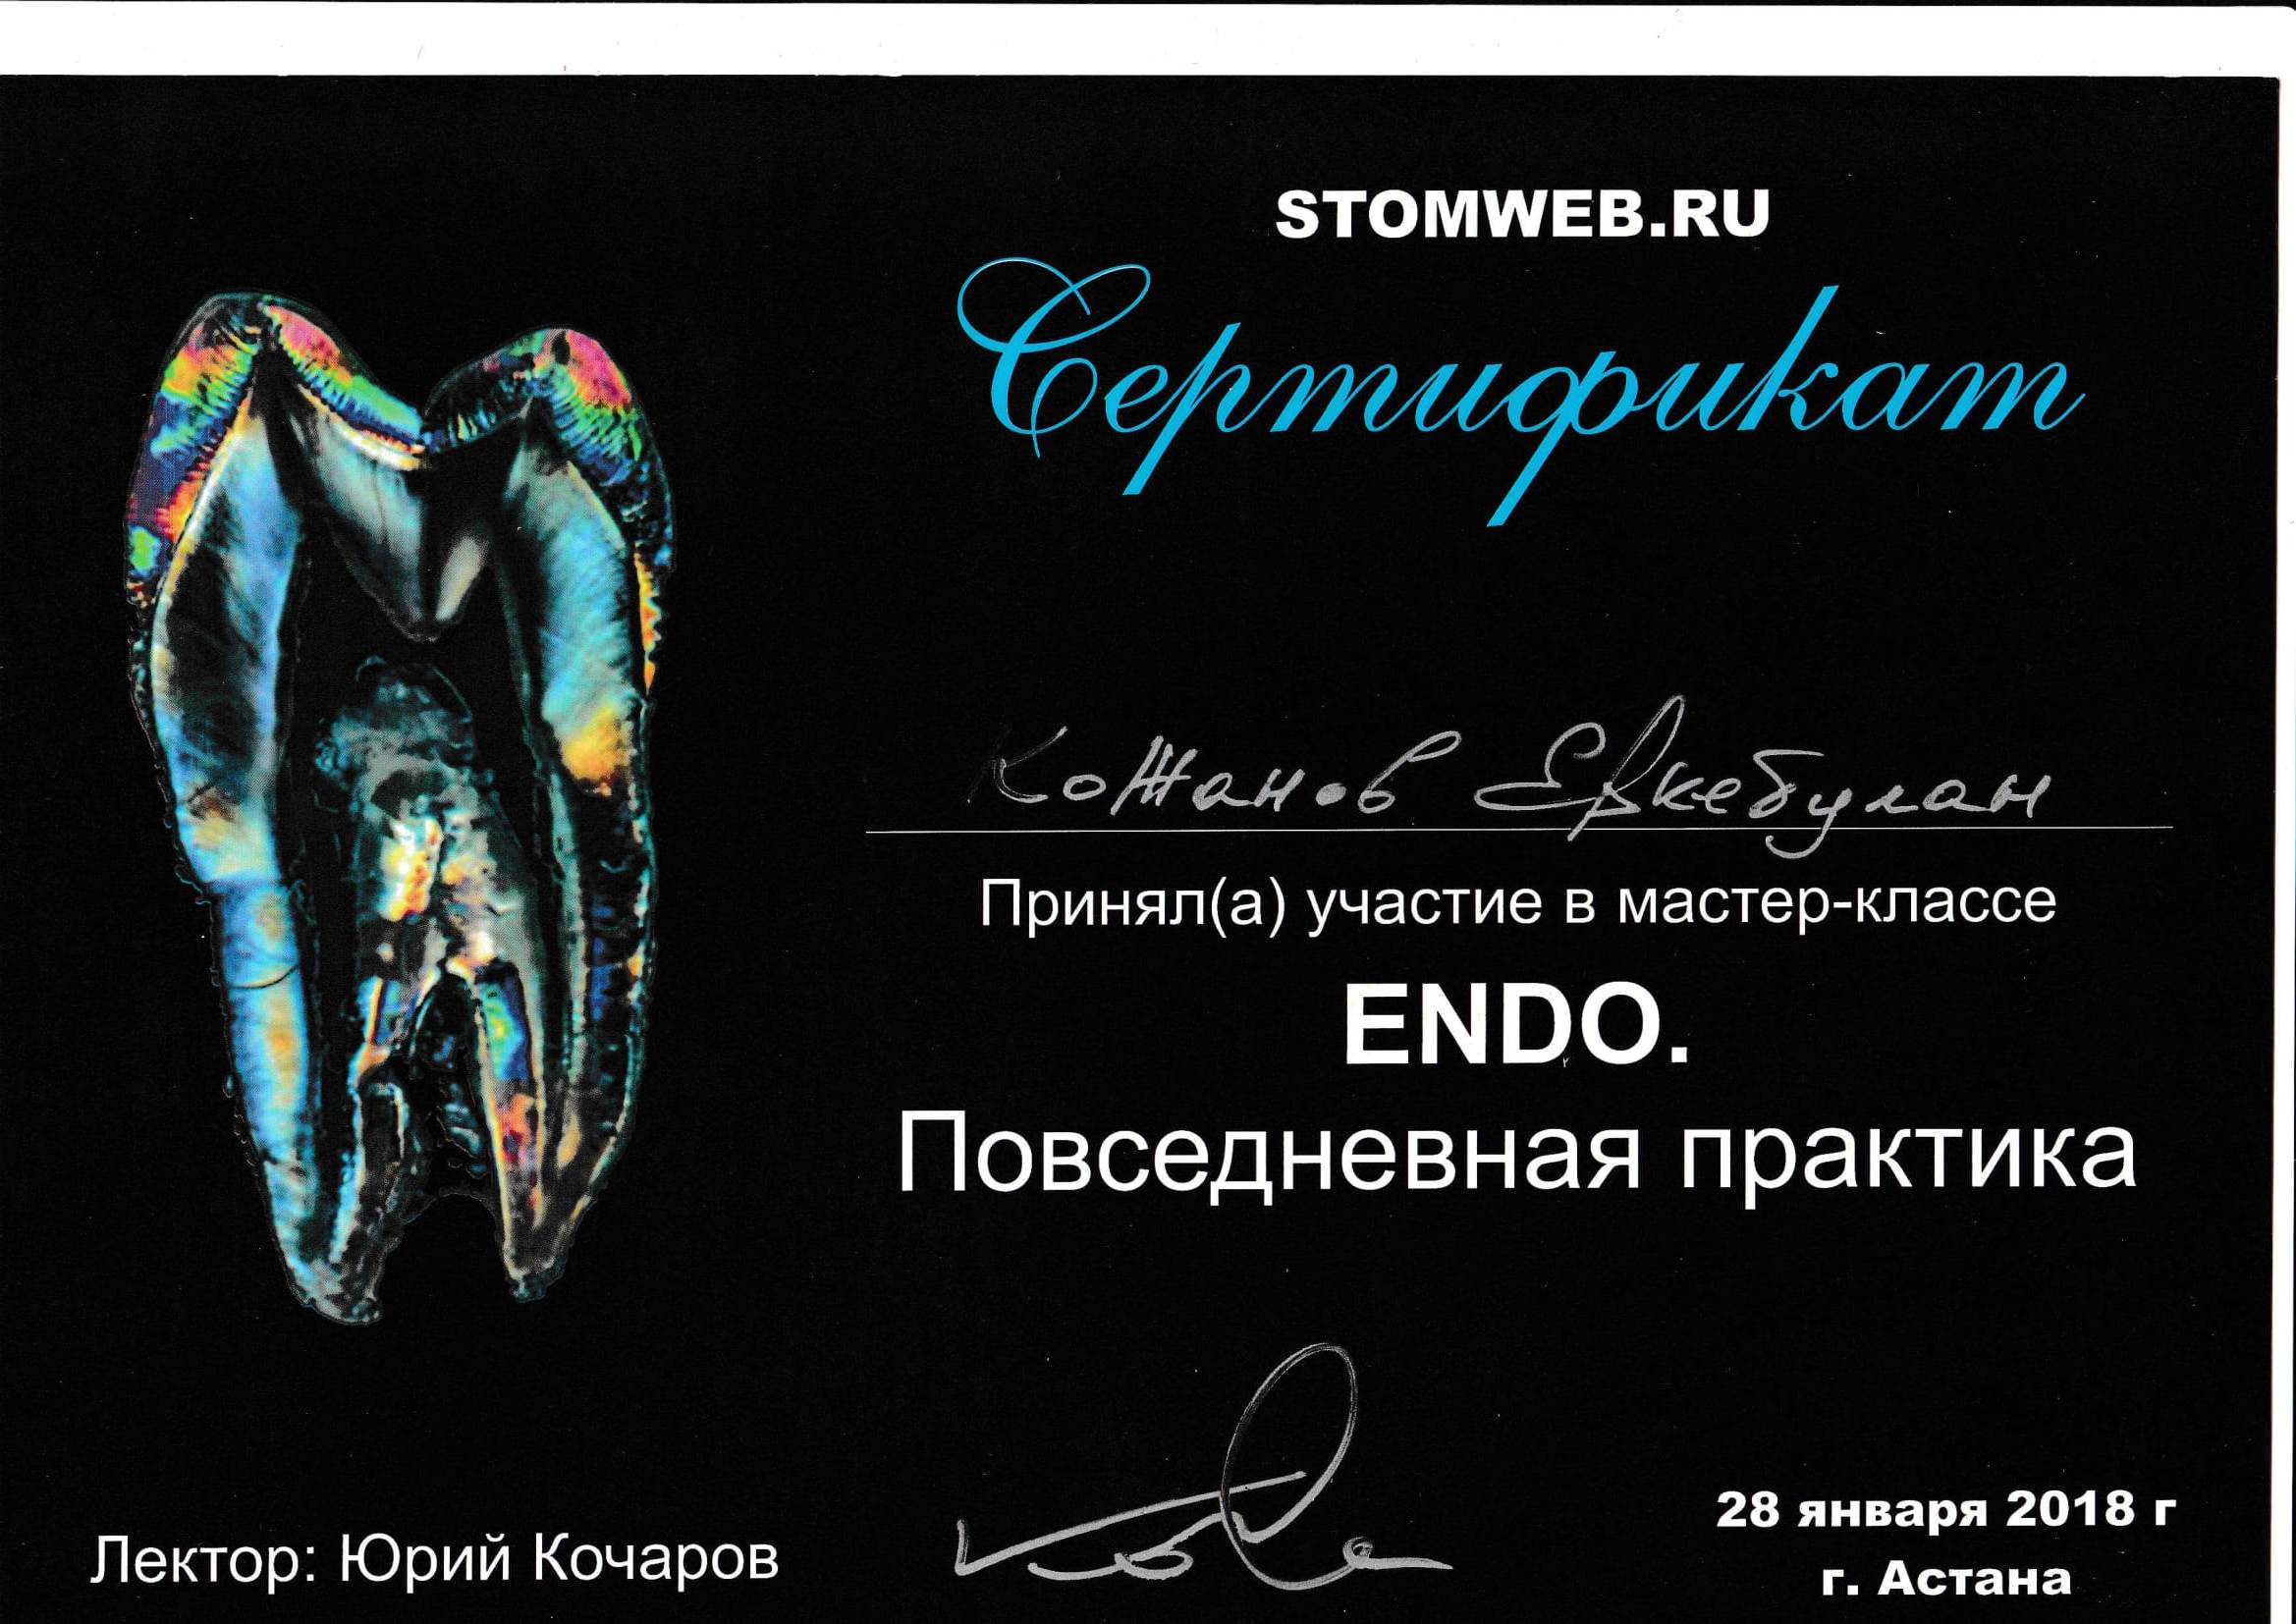 STOMWEB.RU
Сертификат
Кожанов Еркебулан
Принял(а) участие в мастер-классе
ENDO.
Повседневная практика
Лектор: Юрий Кочаров
28 января 2018 г
г. Астана